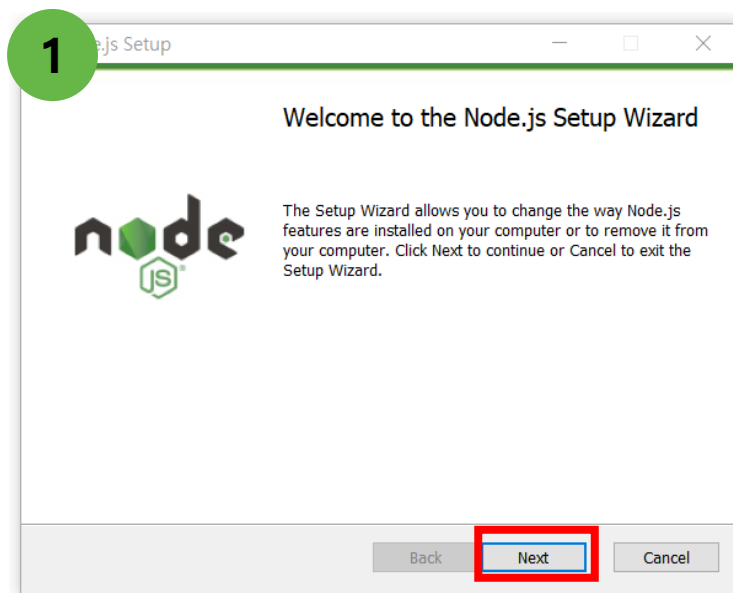 1
e.js Setup
Welcome to the Node.js Setup Wizard
node
JS
The Setup Wizard allows you to change the way Node.js
features are installed on your computer or to remove it from
your computer. Click Next to continue or Cancel to exit the
Setup Wizard.
Back Next Cancel